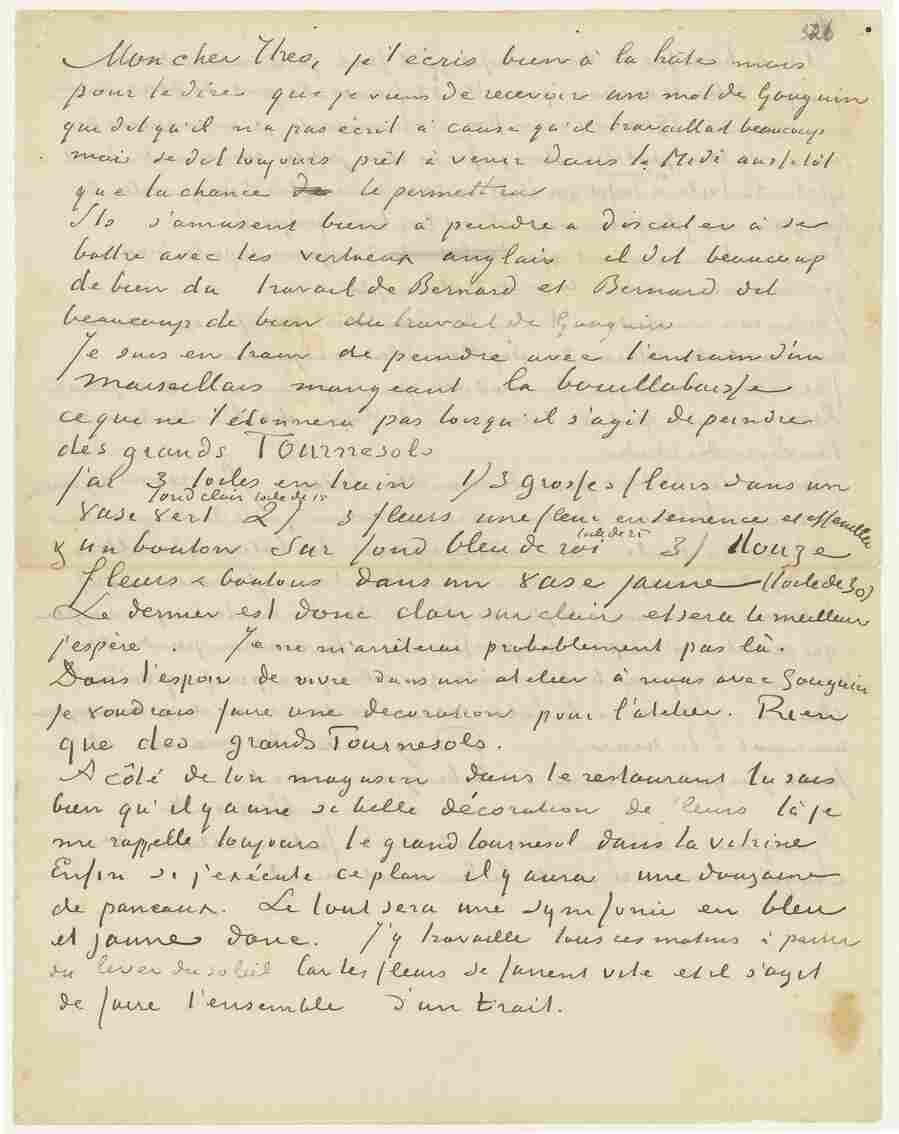 526
Mon cher Theo, je t'écris bien à la hâte mais
pour te dire que je viens de recevoir un mot de Gauguin
qui dit qu'il n'a pas écrit à cause qu'il travaillait beaucoup
mais se dit toujours prêt à venir dans le Midi aussitôt
que la chance de le permettra
Ils s'amusent bien à peindre a discuter à se
battre avec les vertueux anglais il dit beaucoup
de bien du travail de Bernard et Bernard dit
beaucoup de bien du travail de Gauguin
Je suis en train de peindre avec l'entrain d'un
Marseillais mangeant la bouillabaisse
ce qui ne t'étonnera pas lorsqu'il s'agit de peindre
des grands Tournesols
j'ai 3 toiles en train 1) 3 grosses fleurs dans un
fond clair toile de 15
vase vert 2) 3 fleurs une fleur en semence et effeuillée
toile de 25
& un bouton sur fond bleu de roi 3) douze
fleurs & boutons dans un vase jaune (toile de 30)
Le dernier est donc clair sur clair et sera le meilleur
j'espère. Je ne m'arrêterai probablement pas là.
Dans l'espoir de vivre dans un atelier à nous avec Gauguin
je voudrais faire une decoration pour l'atelier. Rien
que des grands Tournesols.
A côté de ton magasin dans le restaurant tu sais
bien qu'il y a une si belle décoration de fleurs là je
me rappelle toujours le grand tournesol dans la vitrine
Enfin si j'exécute ce plan il y aura une douzaine
de panneaux. Le tout sera une symfonie en bleu
et jaune donc. J'y travaille tous ces matins à partir
du lever du soleil Car les fleurs se fanent vite et il s'agit
de faire l'ensemble d'un trait.